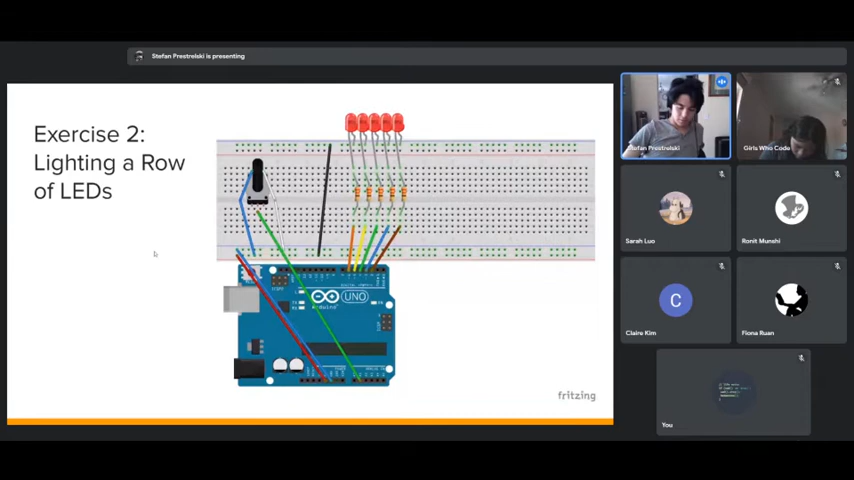 Stefan Prestrelski is presenting
Exercise 2:
Lighting a Row
of LEDs
UNO
fritzing
Stefan Prestrelski
Girls Who Code
Sarah Luo
Ronit Munshi
C
Claire Kim
Fiona Ruan
You